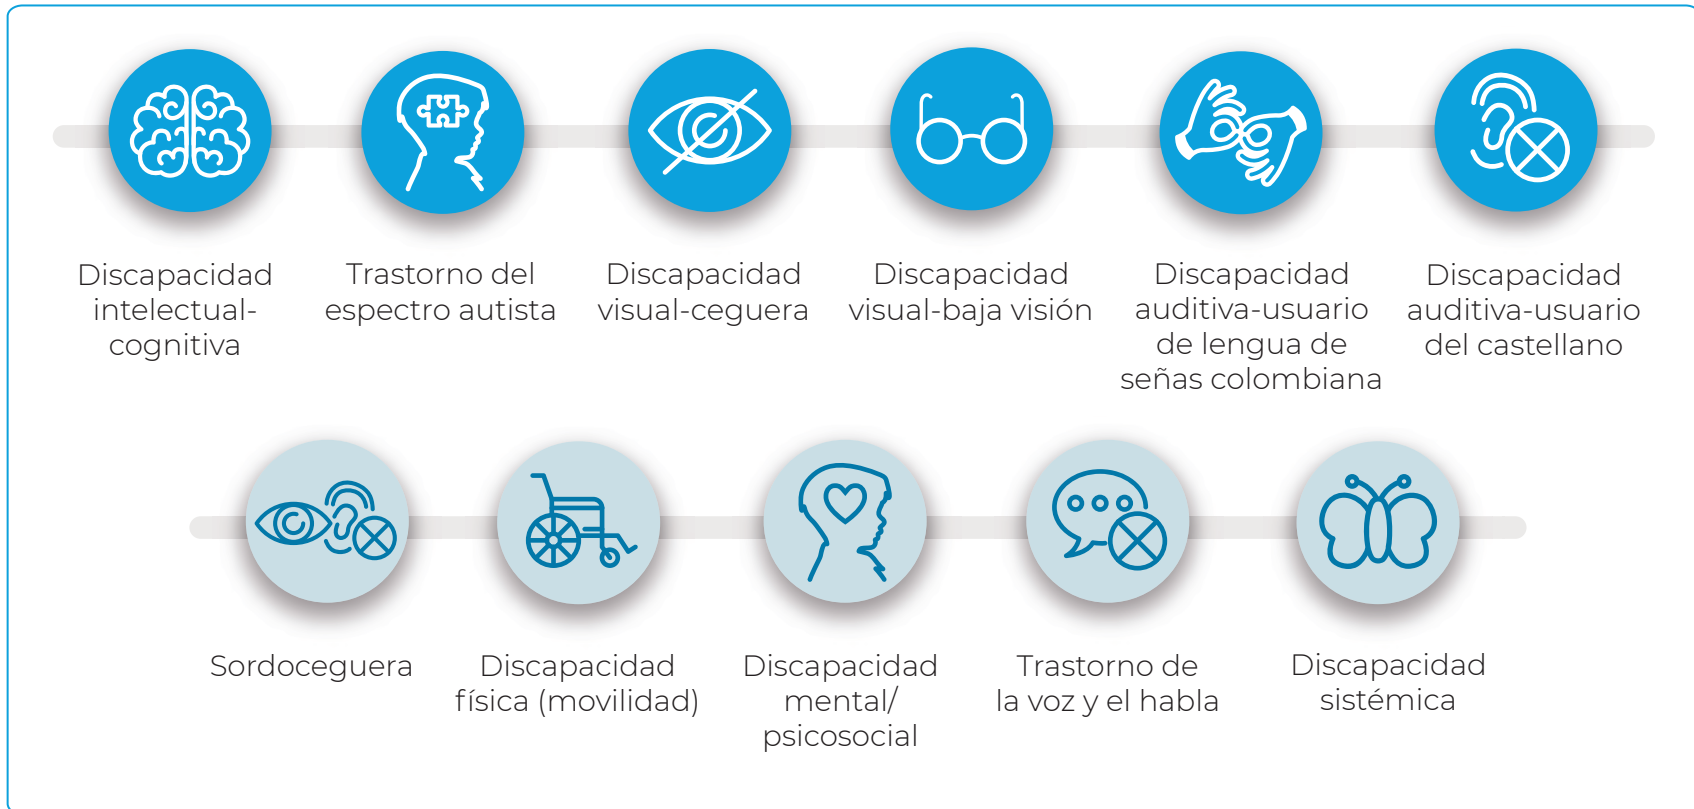 Discapacidad
intelectual-
cognitiva
Trastorno del
espectro autista
Discapacidad
visual-ceguera
Discapacidad
visual-baja visión
Discapacidad
auditiva-usuario
de lengua de
señas colombiana
Discapacidad
auditiva-usuario
del castellano
Sordoceguera
Discapacidad
física (movilidad)
Discapacidad
mental/
psicosocial
Trastorno de
la voz y el habla
Discapacidad
sistémica